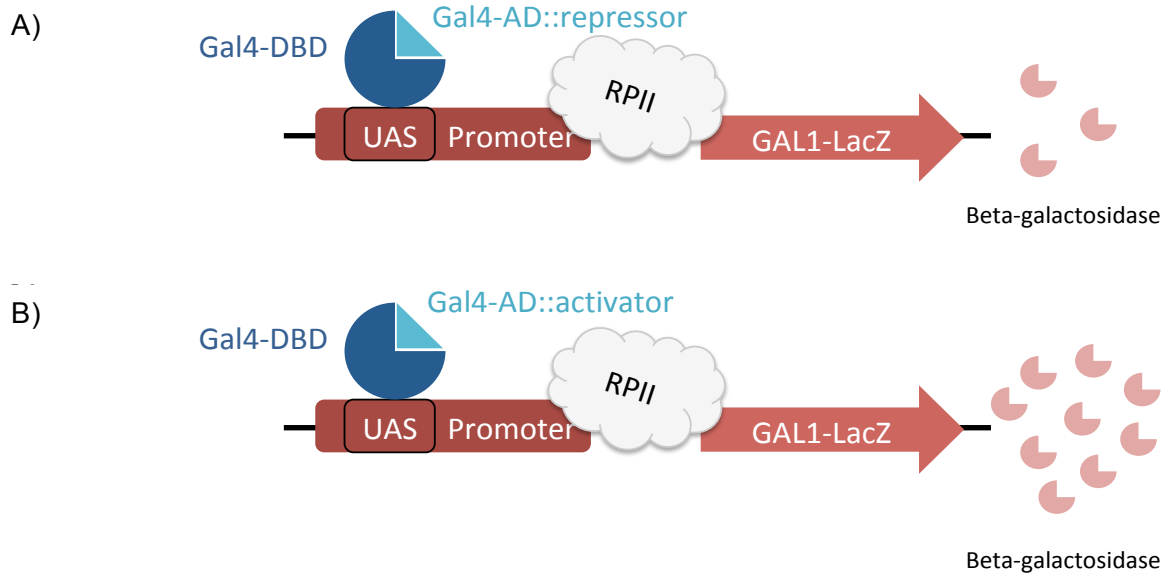 A)
Gal4-AD::repressor
Gal4-DBD
RPII
UAS Promoter
GAL1-LacZ
Beta-galactosidase
B)
Gal4-AD::activator
Gal4-DBD
RPII
UAS Promoter
GAL1-LacZ
Beta-galactosidase